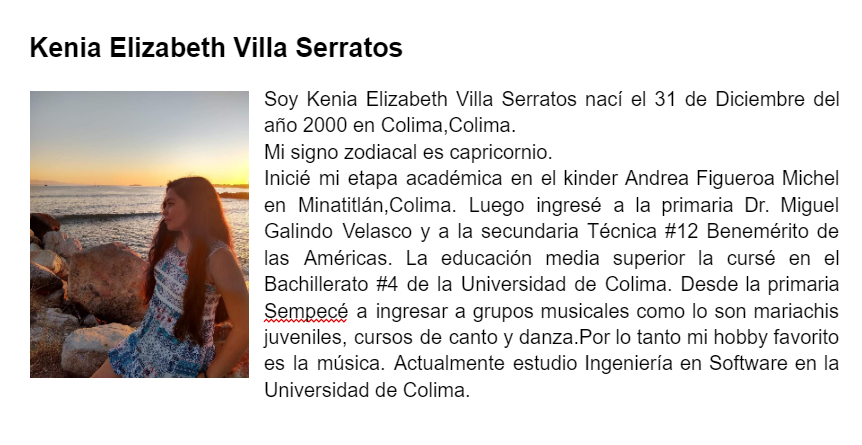 Kenia Elizabeth Villa Serratos
Soy Kenia Elizabeth Villa Serratos nací el 31 de Diciembre del
año 2000 en Colima,Colima.
Mi signo zodiacal es capricornio.
Inicié mi etapa académica en el kinder Andrea Figueroa Michel
en Minatitlán,Colima. Luego ingresé a la primaria Dr. Miguel
Galindo Velasco y a la secundaria Técnica #12 Benemérito de
las Américas. La educación media superior la cursé en el
Bachillerato #4 de la Universidad de Colima. Desde la primaria
Sempecé a ingresar a grupos musicales como lo son mariachis
juveniles, cursos de canto y danza.Por lo tanto mi hobby favorito
es la música. Actualmente estudio Ingeniería en Software en la
Universidad de Colima.